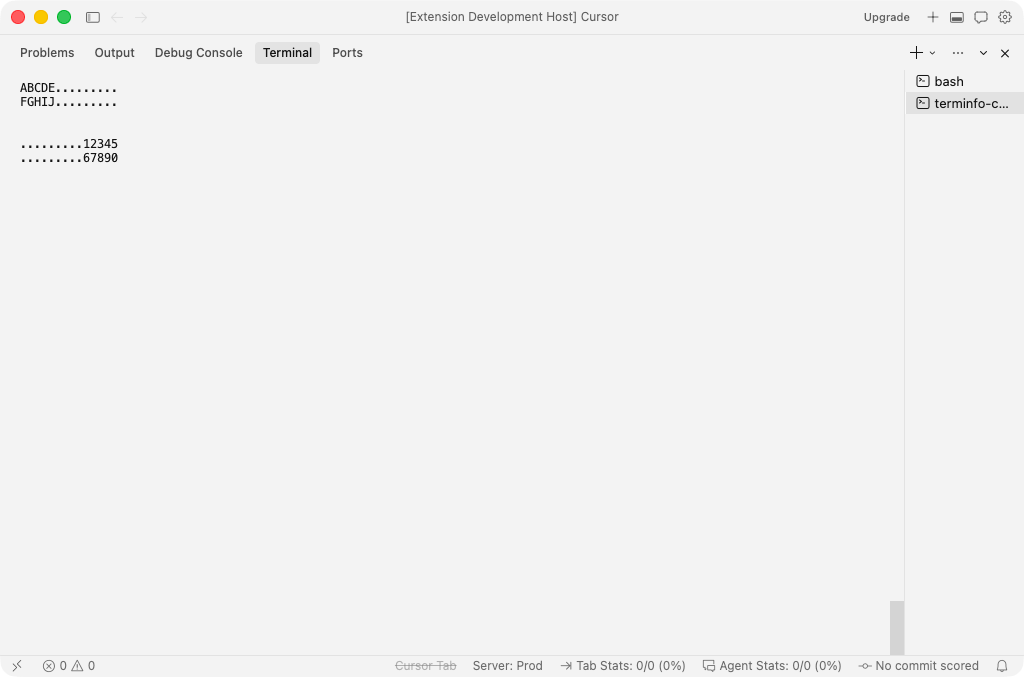 [Extension Development Host] Cursor
Upgrade
Problems Output Debug Console Terminal Ports
ABCDE.........
FGHIJ.........
.........12345
.........67890
bash
terminfo-c...
0 0 Cursor Tab Server: Prod Tab Stats: 0/0 (0%) Agent Stats: 0/0 (0%) No commit scored